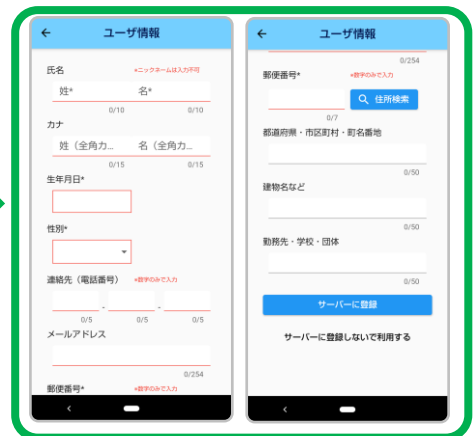 ユーザ情報
氏名 *ニックネームは入力不可
姓* 名*
0/10 0/10
カナ
姓（全角カ... 名（全角カ...
0/15 0/15
生年月日*
性別*
連絡先（電話番号） *数字のみで入力
- -
0/5 0/5 0/5
メールアドレス
0/254
郵便番号* *数字のみで入力
ユーザ情報
0/254
郵便番号* *数字のみで入力
住所検索
0/7
都道府県・市区町村・町名番地
0/50
建物名など
0/50
勤務先・学校・団体
0/50
サーバーに登録
サーバーに登録しないで利用する